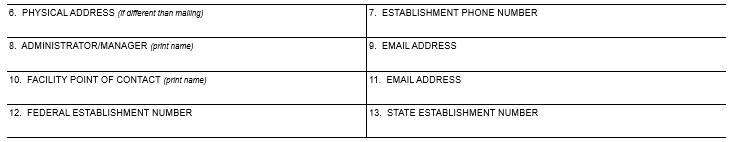 6. PHYSICAL ADDRESS (if different than mailing)
7. ESTABLISHMENT PHONE NUMBER
8. ADMINISTRATOR/MANAGER (print name)
9. EMAIL ADDRESS
10. FACILITY POINT OF CONTACT (print name)
11. EMAIL ADDRESS
12. FEDERAL ESTABLISHMENT NUMBER
13. STATE ESTABLISHMENT NUMBER